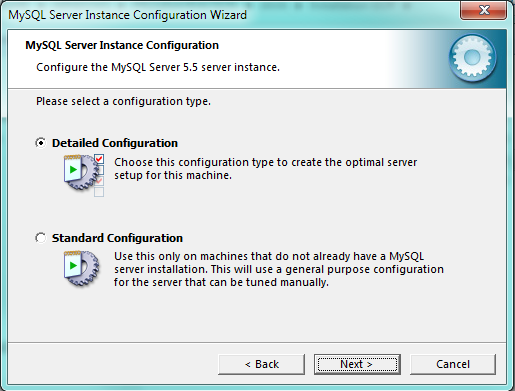 MySQL Server Instance Configuration Wizard
MySQL Server Instance Configuration
Configure the MySQL Server 5.5 server instance.
Please select a configuration type.
Detailed Configuration
Choose this configuration type to create the optimal server
setup for this machine.
Standard Configuration
Use this only on machines that do not already have a MySQL
server installation. This will use a general purpose configuration
for the server that can be tuned manually.
< Back
Next >
Cancel